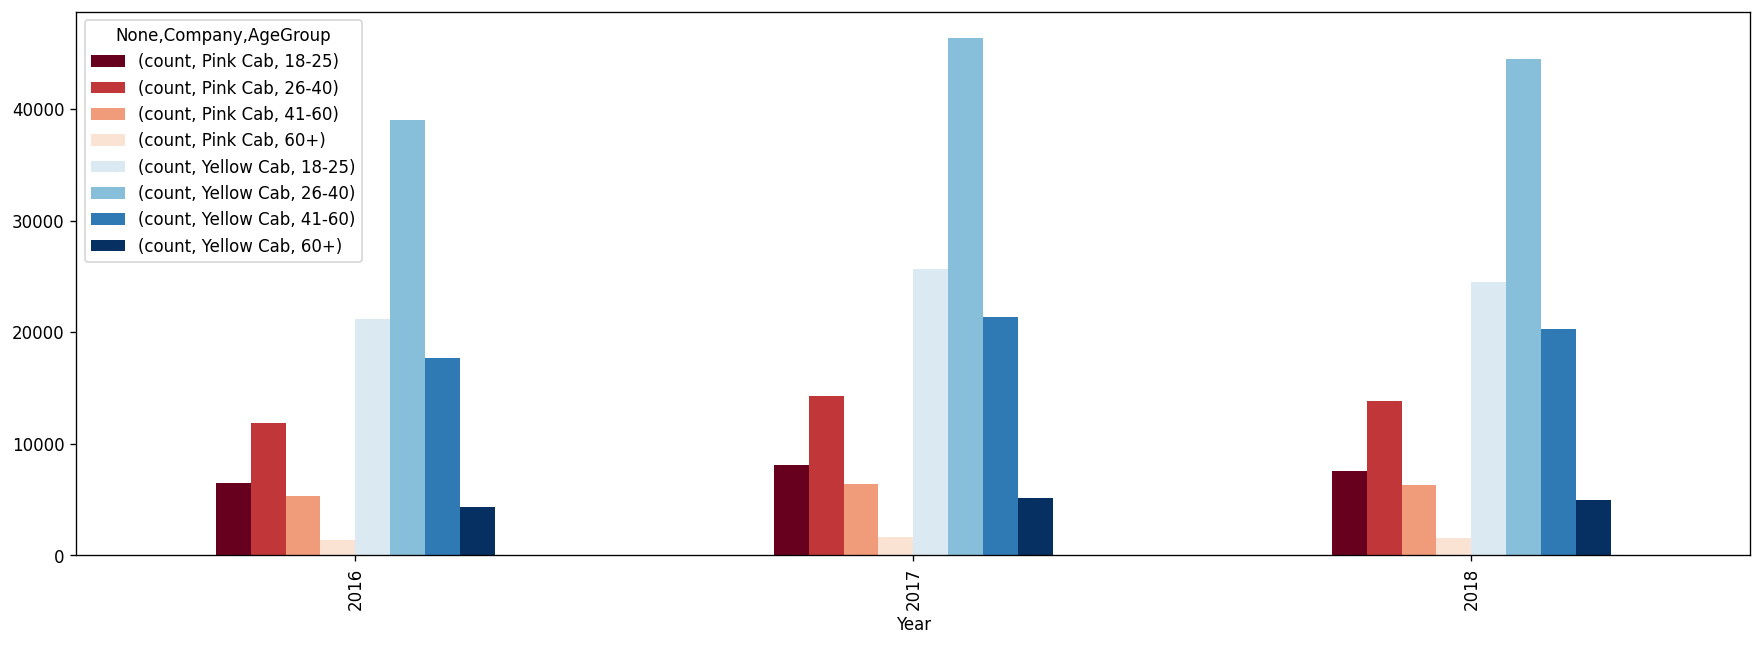 None,Company,AgeGroup
(count, Pink Cab, 18-25)
(count, Pink Cab, 26-40)
(count, Pink Cab, 41-60)
(count, Pink Cab, 60+)
(count, Yellow Cab, 18-25)
(count, Yellow Cab, 26-40)
(count, Yellow Cab, 41-60)
(count, Yellow Cab, 60+)
40000
30000
20000
10000
0
2016
2017
2018
Year